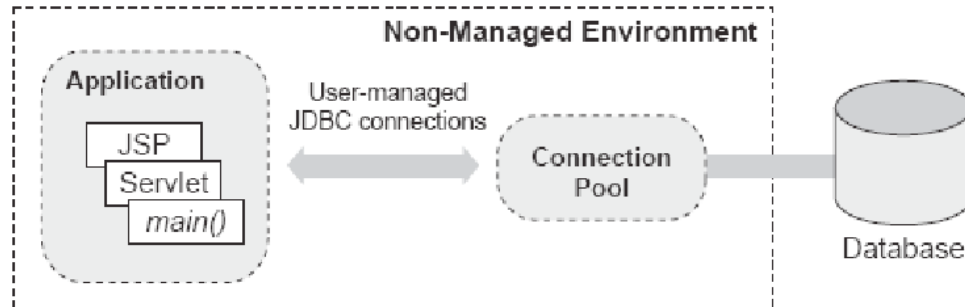 Non-Managed Environment
Application
JSP
Servlet
main()
User-managed
JDBC connections
Connection
Pool
Database